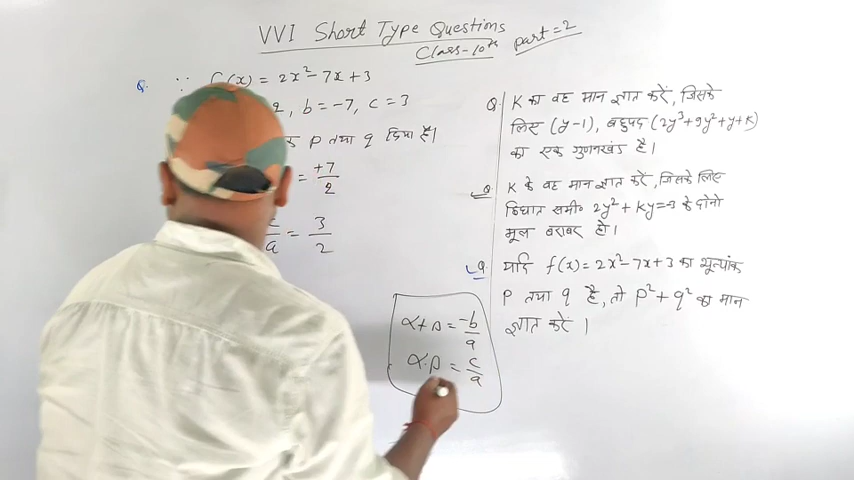 VVI Short Type Questions
Class-10th part=2
Q. ∵ f(x) = 2x²-7x+3
2, b = -7, c = 3
p तथा q दिया है।
= +7/2
c/a = 3/2
α+β = -b/a
α.β = c/a
Q. K का वह मान ज्ञात करें, जिसके
लिए (y-1), बहुपद (2y³+9y²+y+K)
का एक गुणनखंड है।
Q. K के वह मान ज्ञात करें, जिसके लिए
द्विघात समी० 2y²+Ky=-3 के दोनों
मूल बराबर हो।
Q. यदि f(x) = 2x²-7x+3 का शून्यांक
P तथा q है, तो p²+q² का मान
ज्ञात करें।